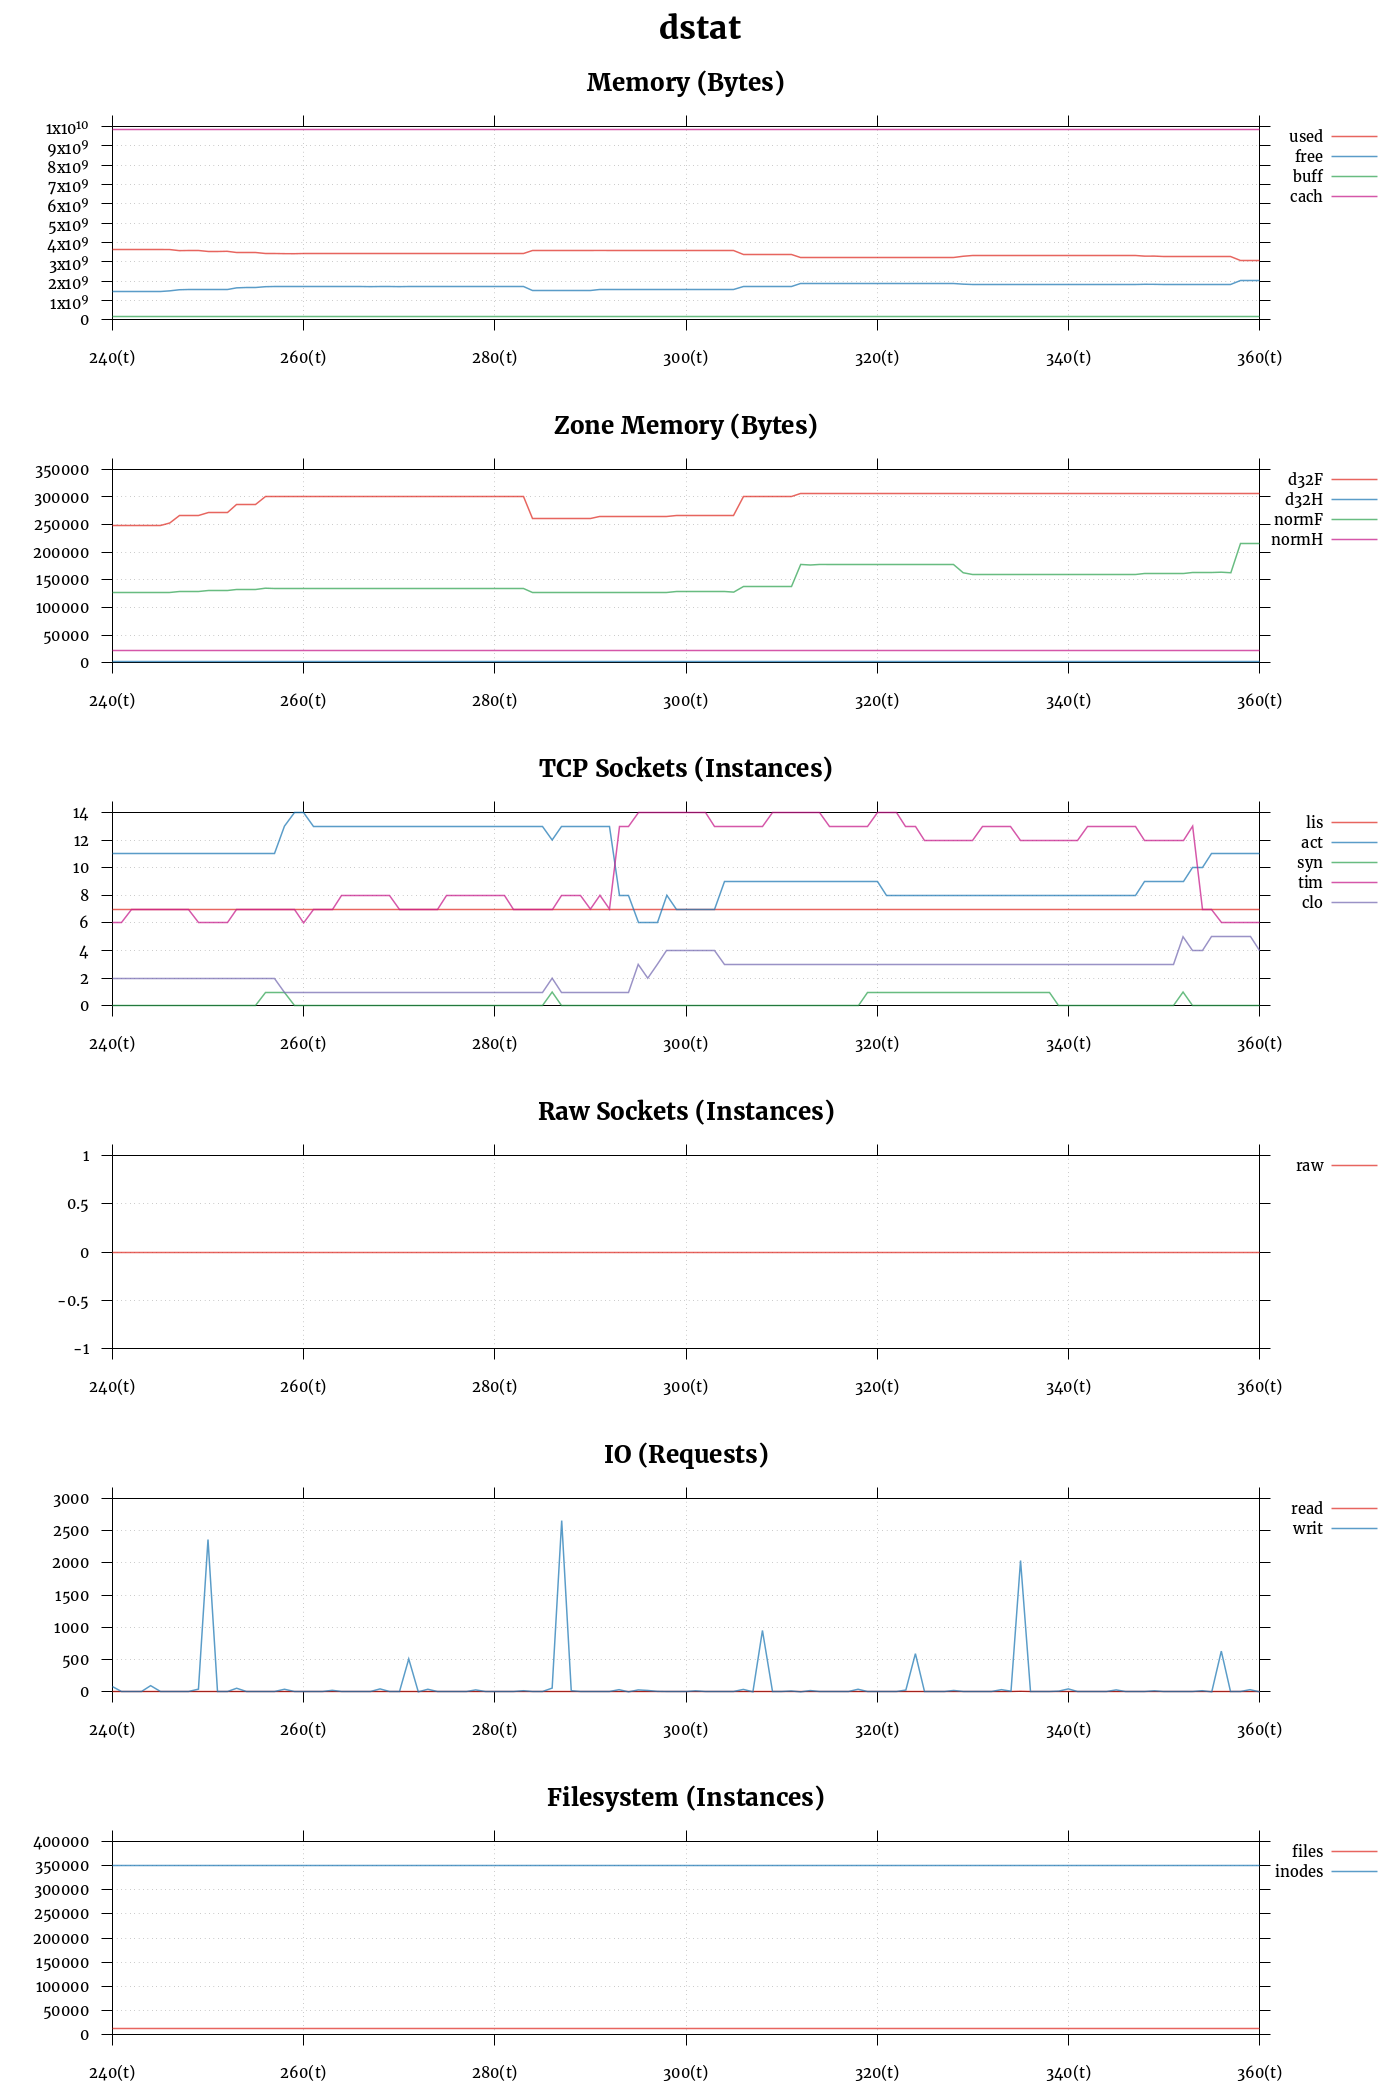 dstat
Memory (Bytes)
1x10¹⁰
9x10⁹
8x10⁹
7x10⁹
6x10⁹
5x10⁹
4x10⁹
3x10⁹
2x10⁹
1x10⁹
0
used
free
buff
cach
240(t) 260(t) 280(t) 300(t) 320(t) 340(t) 360(t)
Zone Memory (Bytes)
350000
300000
250000
200000
150000
100000
50000
0
d32F
d32H
normF
normH
240(t) 260(t) 280(t) 300(t) 320(t) 340(t) 360(t)
TCP Sockets (Instances)
14
12
10
8
6
4
2
0
lis
act
syn
tim
clo
240(t) 260(t) 280(t) 300(t) 320(t) 340(t) 360(t)
Raw Sockets (Instances)
1
0.5
0
-0.5
-1
raw
240(t) 260(t) 280(t) 300(t) 320(t) 340(t) 360(t)
IO (Requests)
3000
2500
2000
1500
1000
500
0
read
writ
240(t) 260(t) 280(t) 300(t) 320(t) 340(t) 360(t)
Filesystem (Instances)
400000
350000
300000
250000
200000
150000
100000
50000
0
files
inodes
240(t) 260(t) 280(t) 300(t) 320(t) 340(t) 360(t)